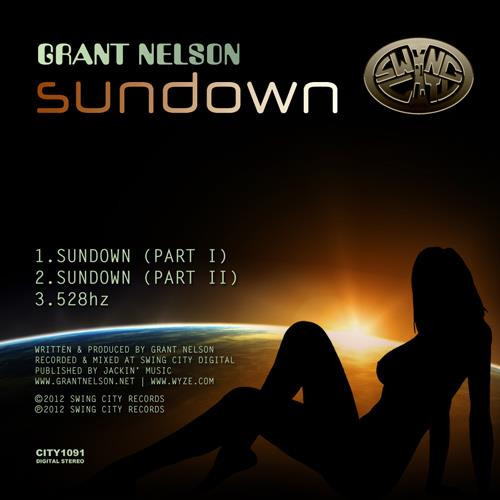 GRANT NELSON
sundown
SWING
CITY
1.SUNDOWN (PART I)
2.SUNDOWN (PART II)
3.528hz
WRITTEN & PRODUCED BY GRANT NELSON
RECORDED & MIXED AT SWING CITY DIGITAL
PUBLISHED BY JACKIN' MUSIC
WWW.GRANTNELSON.NET | WWW.WYZE.COM
©2012 SWING CITY RECORDS
℗2012 SWING CITY RECORDS
CITY1091
DIGITAL STEREO